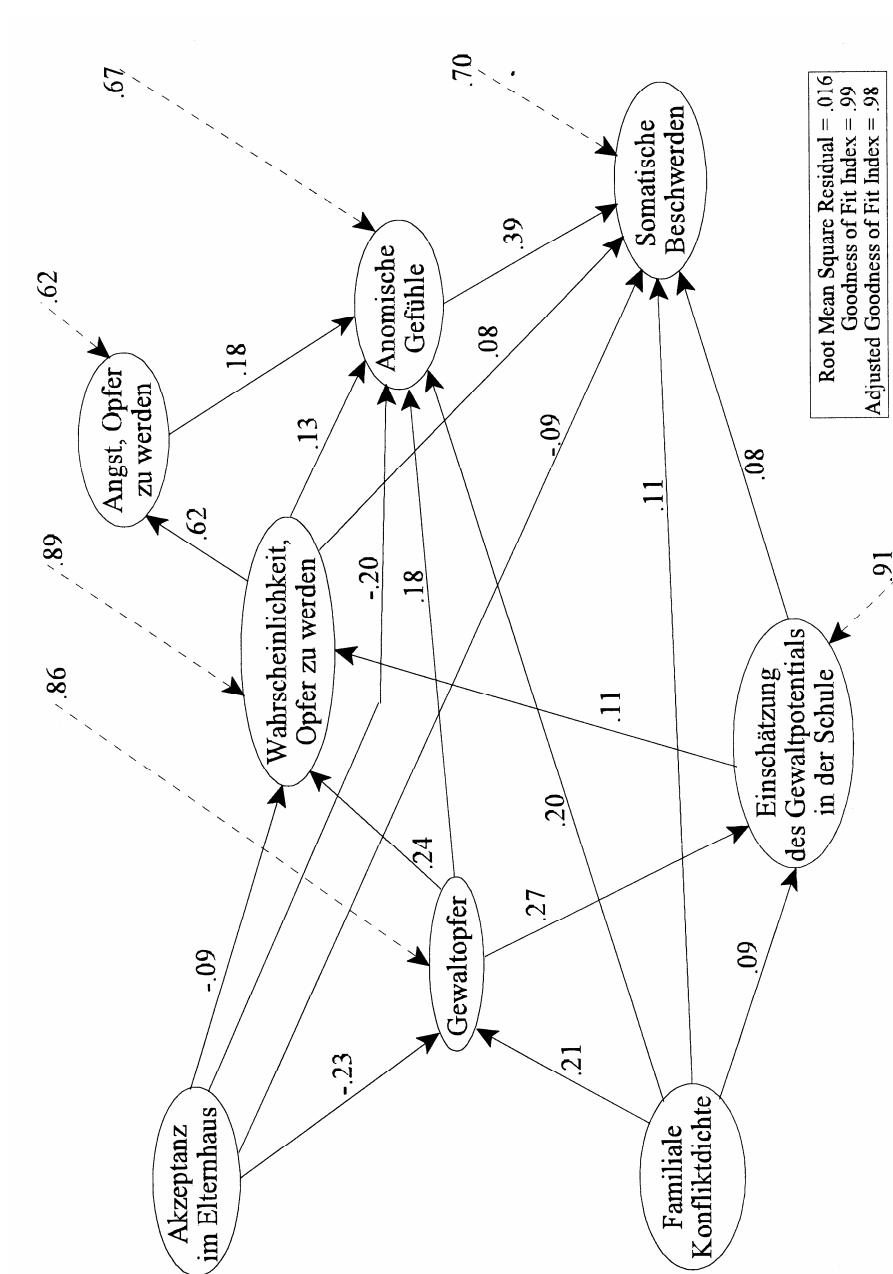 Akzeptanz
im Elternhaus
Familiale
Konfliktdichte
Gewaltopfer
Wahrscheinlichkeit,
Opfer zu werden
Einschätzung
des Gewaltpotentials
in der Schule
Angst, Opfer
zu werden
Anomische
Gefühle
Somatische
Beschwerden
-.09
-.23
.21
.09
.86
.24
.27
.20
.89
.62
-.20
.18
.11
.91
.62
.18
.13
.08
-.09
.11
.08
.67
.39
.70
Root Mean Square Residual = .016
Goodness of Fit Index = .99
Adjusted Goodness of Fit Index = .98